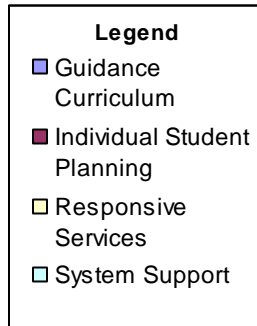 Legend
Guidance
Curriculum
Individual Student
Planning
Responsive
Services
System Support